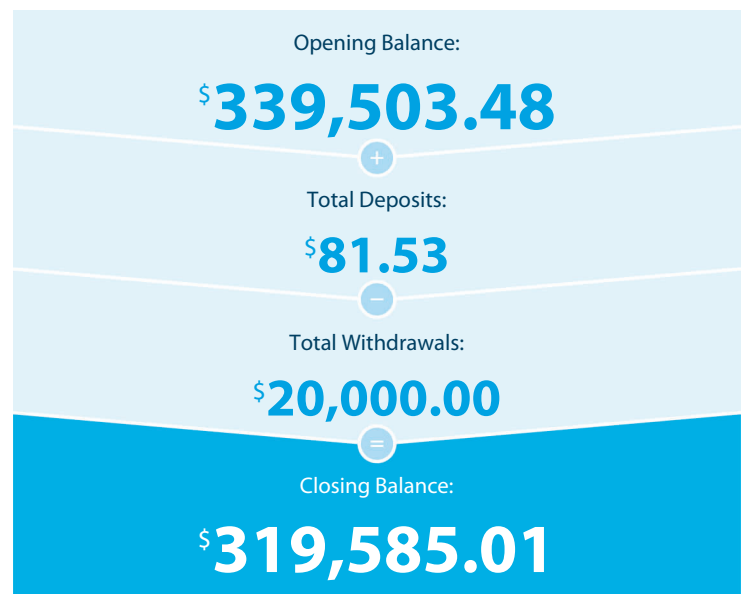 Opening Balance:
$339,503.48
+
Total Deposits:
$81.53
−
Total Withdrawals:
$20,000.00
=
Closing Balance:
$319,585.01